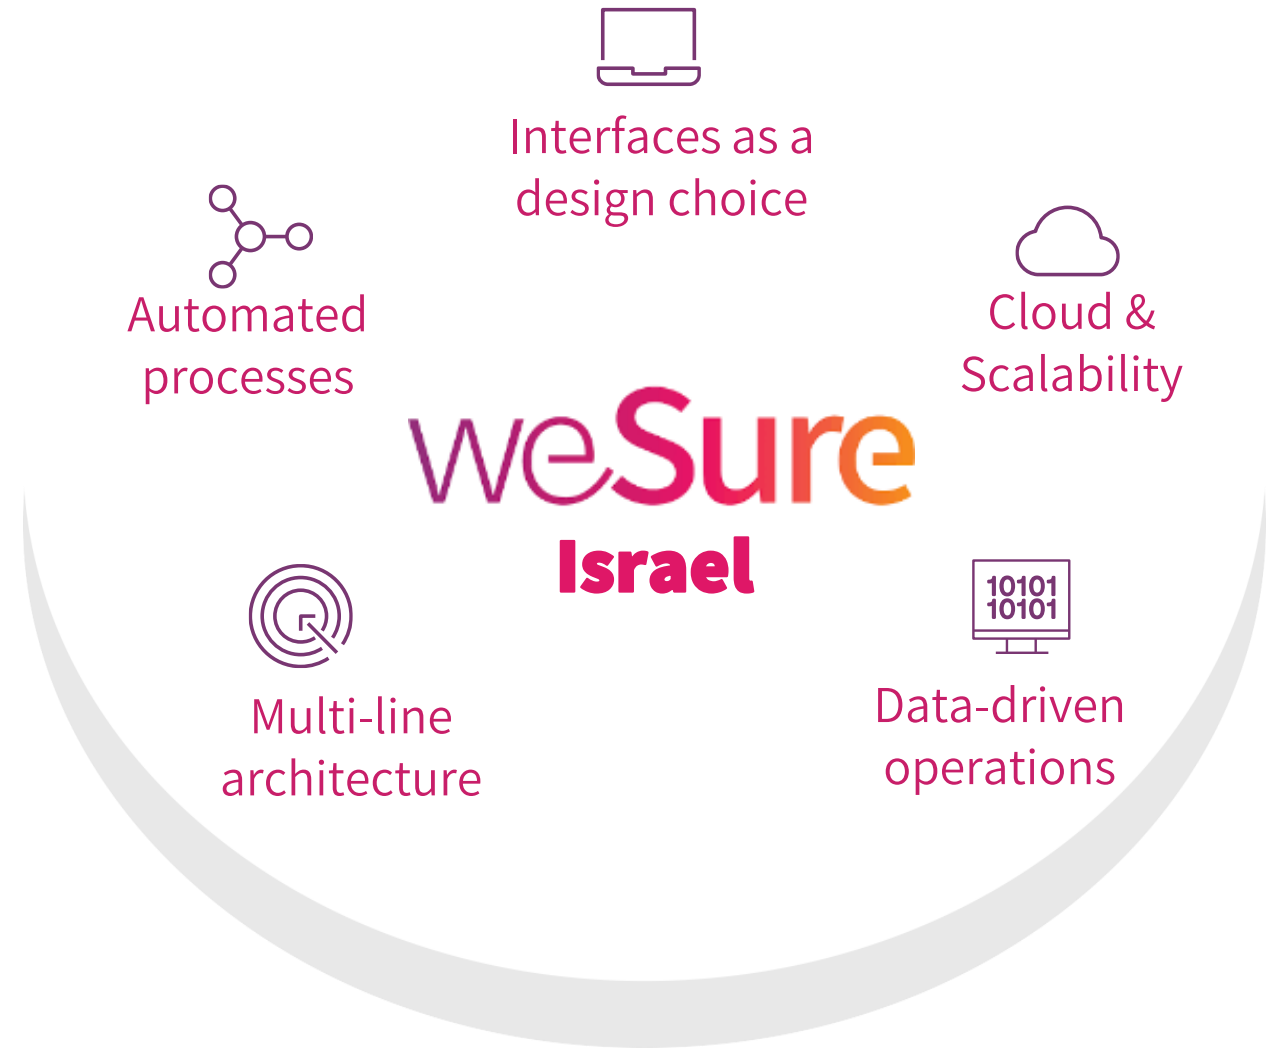 Interfaces as a
design choice
Automated
processes
Cloud &
Scalability
weSure
Israel
10101
10101
Multi-line
architecture
Data-driven
operations